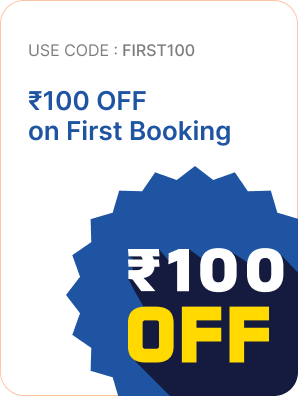 USE CODE : FIRST100
₹100 OFF
on First Booking
₹100
OFF